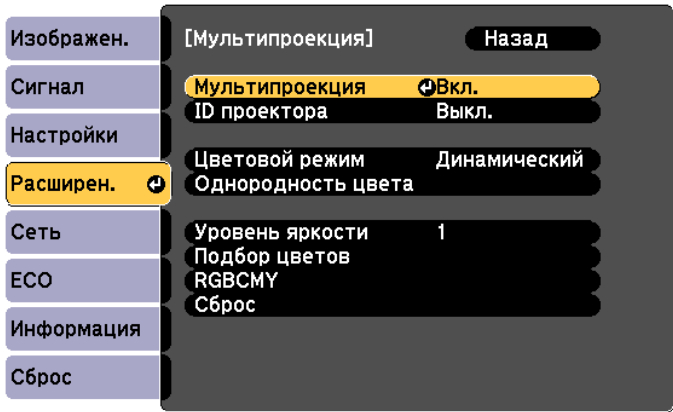 Изображен.
Сигнал
Настройки
Расширен.
Сеть
ECO
Информация
Сброс
[Мультипроекция] Назад
Мультипроекция Вкл.
ID проектора Выкл.
Цветовой режим Динамический
Однородность цвета
Уровень яркости 1
Подбор цветов
RGBCMY
Сброс